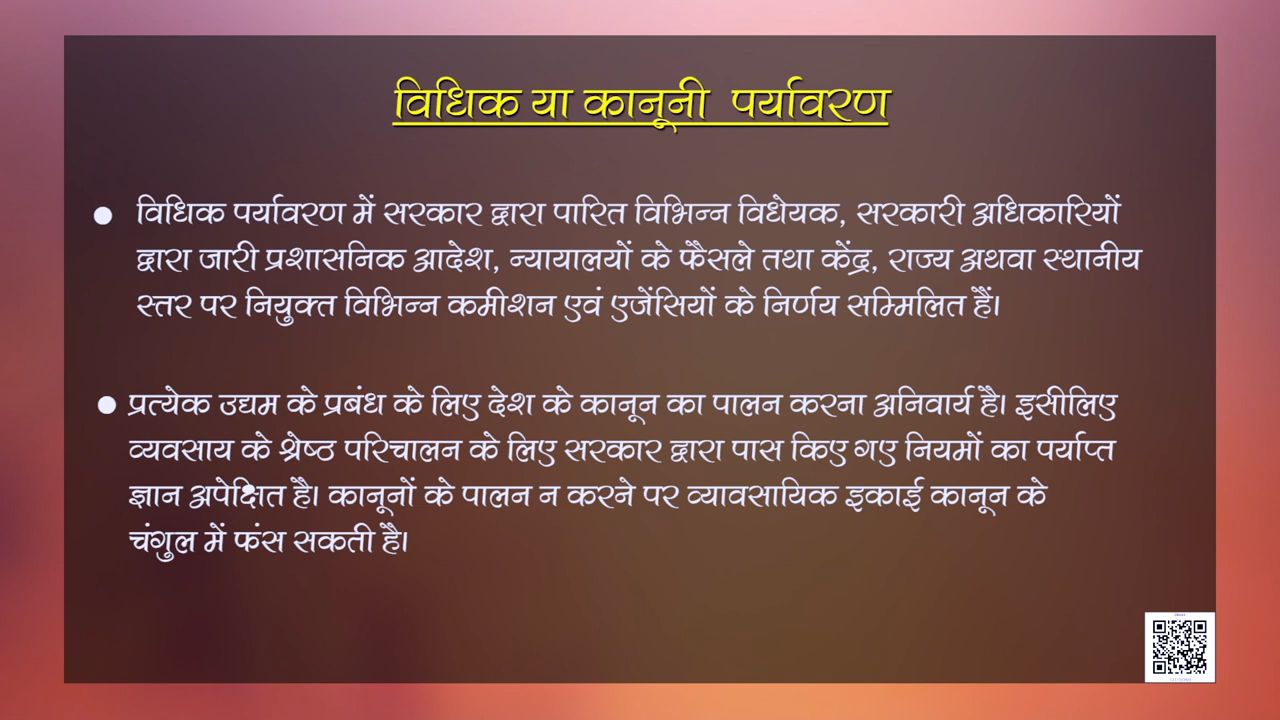 विधिक या कानूनी पर्यावरण
● विधिक पर्यावरण में सरकार द्वारा पारित विभिन्न विधेयक, सरकारी अधिकारियों
द्वारा जारी प्रशासनिक आदेश, न्यायालयों के फैसले तथा केंद्र, राज्य अथवा स्थानीय
स्तर पर नियुक्त विभिन्न कमीशन एवं एजेंसियों के निर्णय सम्मिलित हैं।
● प्रत्येक उद्यम के प्रबंध के लिए देश के कानून का पालन करना अनिवार्य है। इसीलिए
व्यवसाय के श्रेष्ठ परिचालन के लिए सरकार द्वारा पास किए गए नियमों का पर्याप्त
ज्ञान अपेक्षित है। कानूनों के पालन न करने पर व्यावसायिक इकाई कानून के
चंगुल में फंस सकती है।